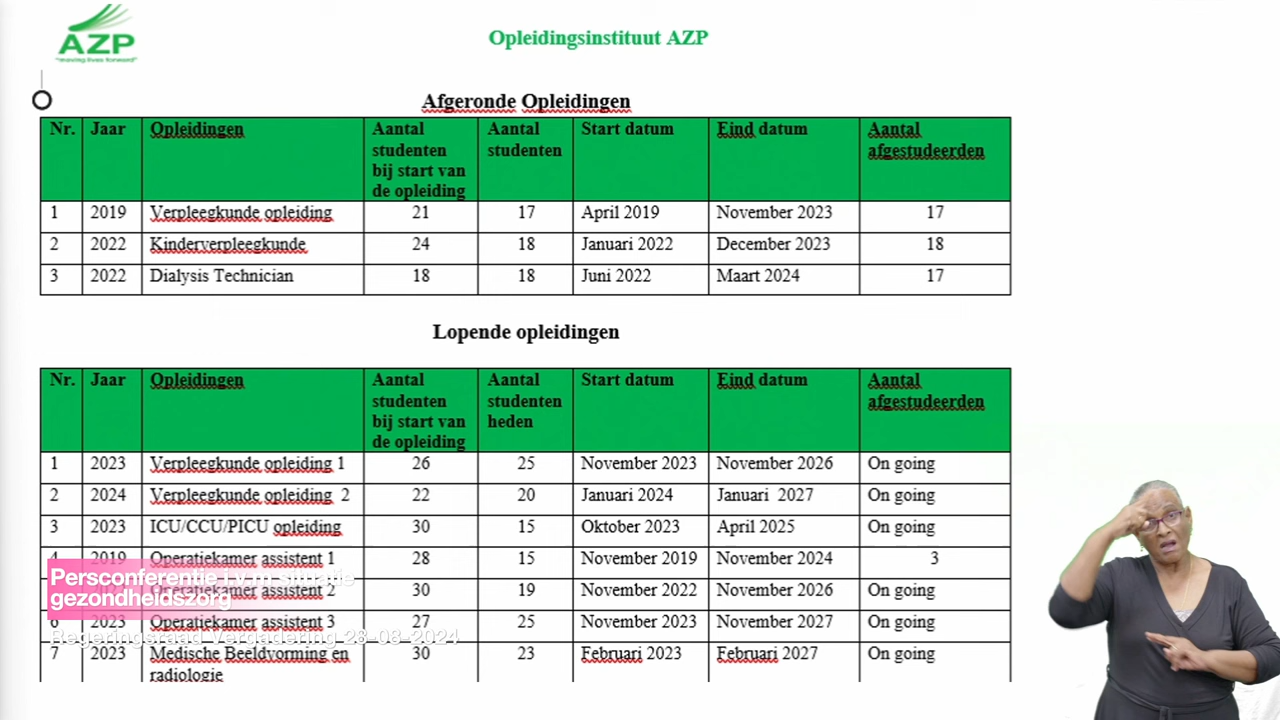 AZP
"moving lives forward"
Opleidingsinstituut AZP
Afgeronde Opleidingen
Nr. Jaar Opleidingen Aantal studenten bij start van de opleiding Aantal studenten Start datum Eind datum Aantal afgestudeerden
1 2019 Verpleegkunde opleiding 21 17 April 2019 November 2023 17
2 2022 Kinderverpleegkunde 24 18 Januari 2022 December 2023 18
3 2022 Dialysis Technician 18 18 Juni 2022 Maart 2024 17
Lopende opleidingen
Nr. Jaar Opleidingen Aantal studenten bij start van de opleiding Aantal studenten heden Start datum Eind datum Aantal afgestudeerden
1 2023 Verpleegkunde opleiding 1 26 25 November 2023 November 2026 On going
2 2024 Verpleegkunde opleiding 2 22 20 Januari 2024 Januari 2027 On going
3 2023 ICU/CCU/PICU opleiding 30 15 Oktober 2023 April 2025 On going
4 2019 Operatiekamer assistent 1 28 15 November 2019 November 2024 3
Operatiekamer assistent 2 30 19 November 2022 November 2026 On going
6 2023 Operatiekamer assistent 3 27 25 November 2023 November 2027 On going
7 2023 Medische Beeldvorming en radiologie 30 23 Februari 2023 Februari 2027 On going
Persconferentie i.v.m situatie
gezondheidszorg
Regeringsraad Vergadering 28-08-2024